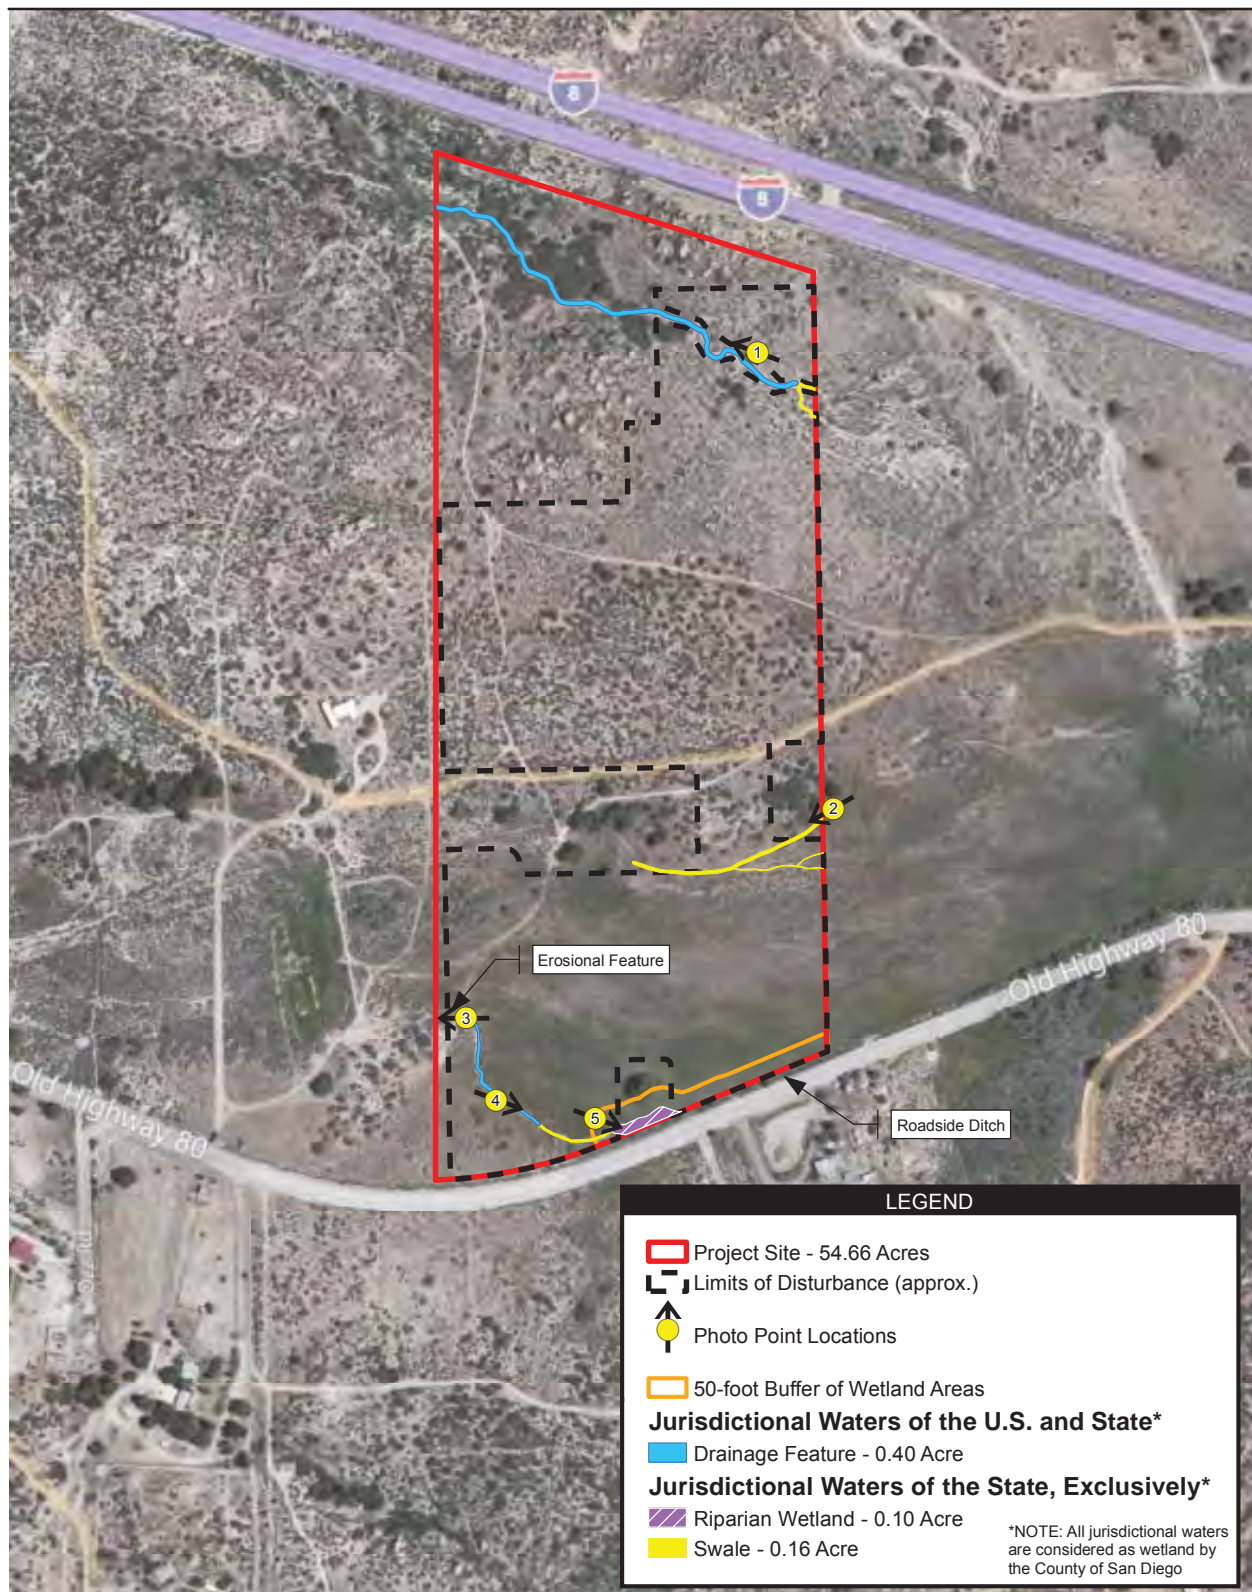 8
8
1
2
Old Highway 80
Erosional Feature
3
Old Highway 80
4
5
Roadside Ditch
LEGEND
Project Site - 54.66 Acres
Limits of Disturbance (approx.)
Photo Point Locations
50-foot Buffer of Wetland Areas
Jurisdictional Waters of the U.S. and State*
Drainage Feature - 0.40 Acre
Jurisdictional Waters of the State, Exclusively*
Riparian Wetland - 0.10 Acre
Swale - 0.16 Acre
*NOTE: All jurisdictional waters
are considered as wetland by
the County of San Diego